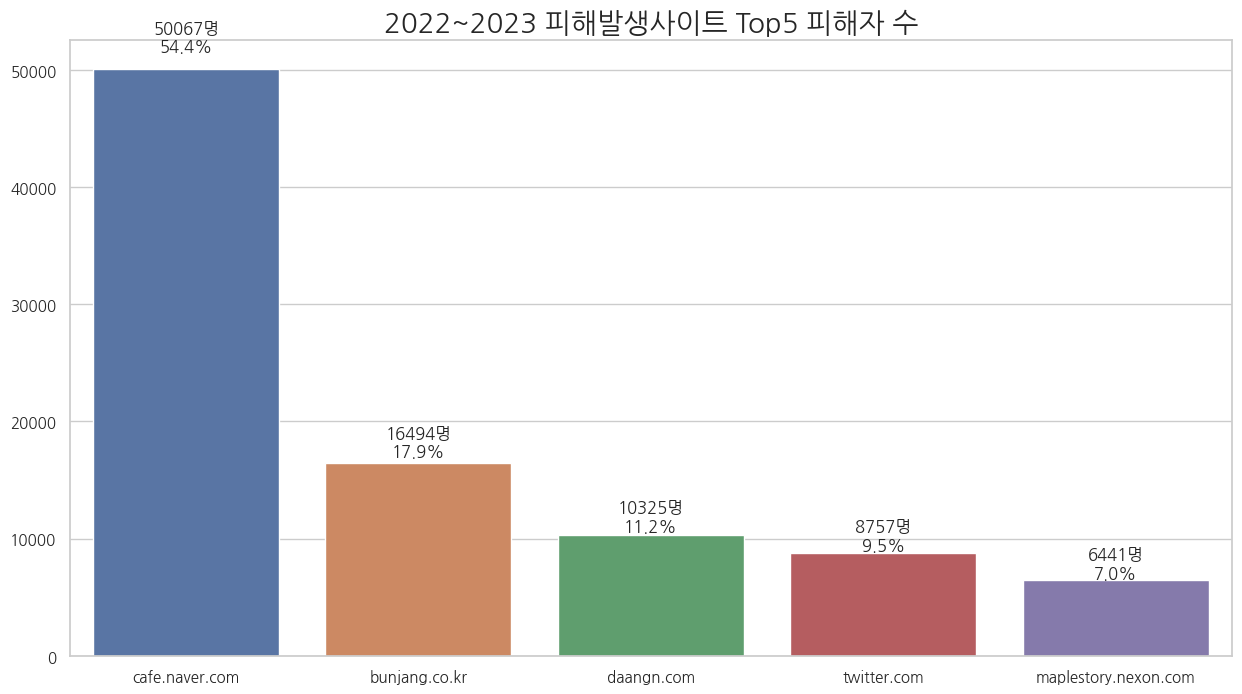 2022~2023 피해발생사이트 Top5 피해자 수
50067명
54.4%
16494명
17.9%
10325명
11.2%
8757명
9.5%
6441명
7.0%
50000
40000
30000
20000
10000
0
cafe.naver.com
bunjang.co.kr
daangn.com
twitter.com
maplestory.nexon.com